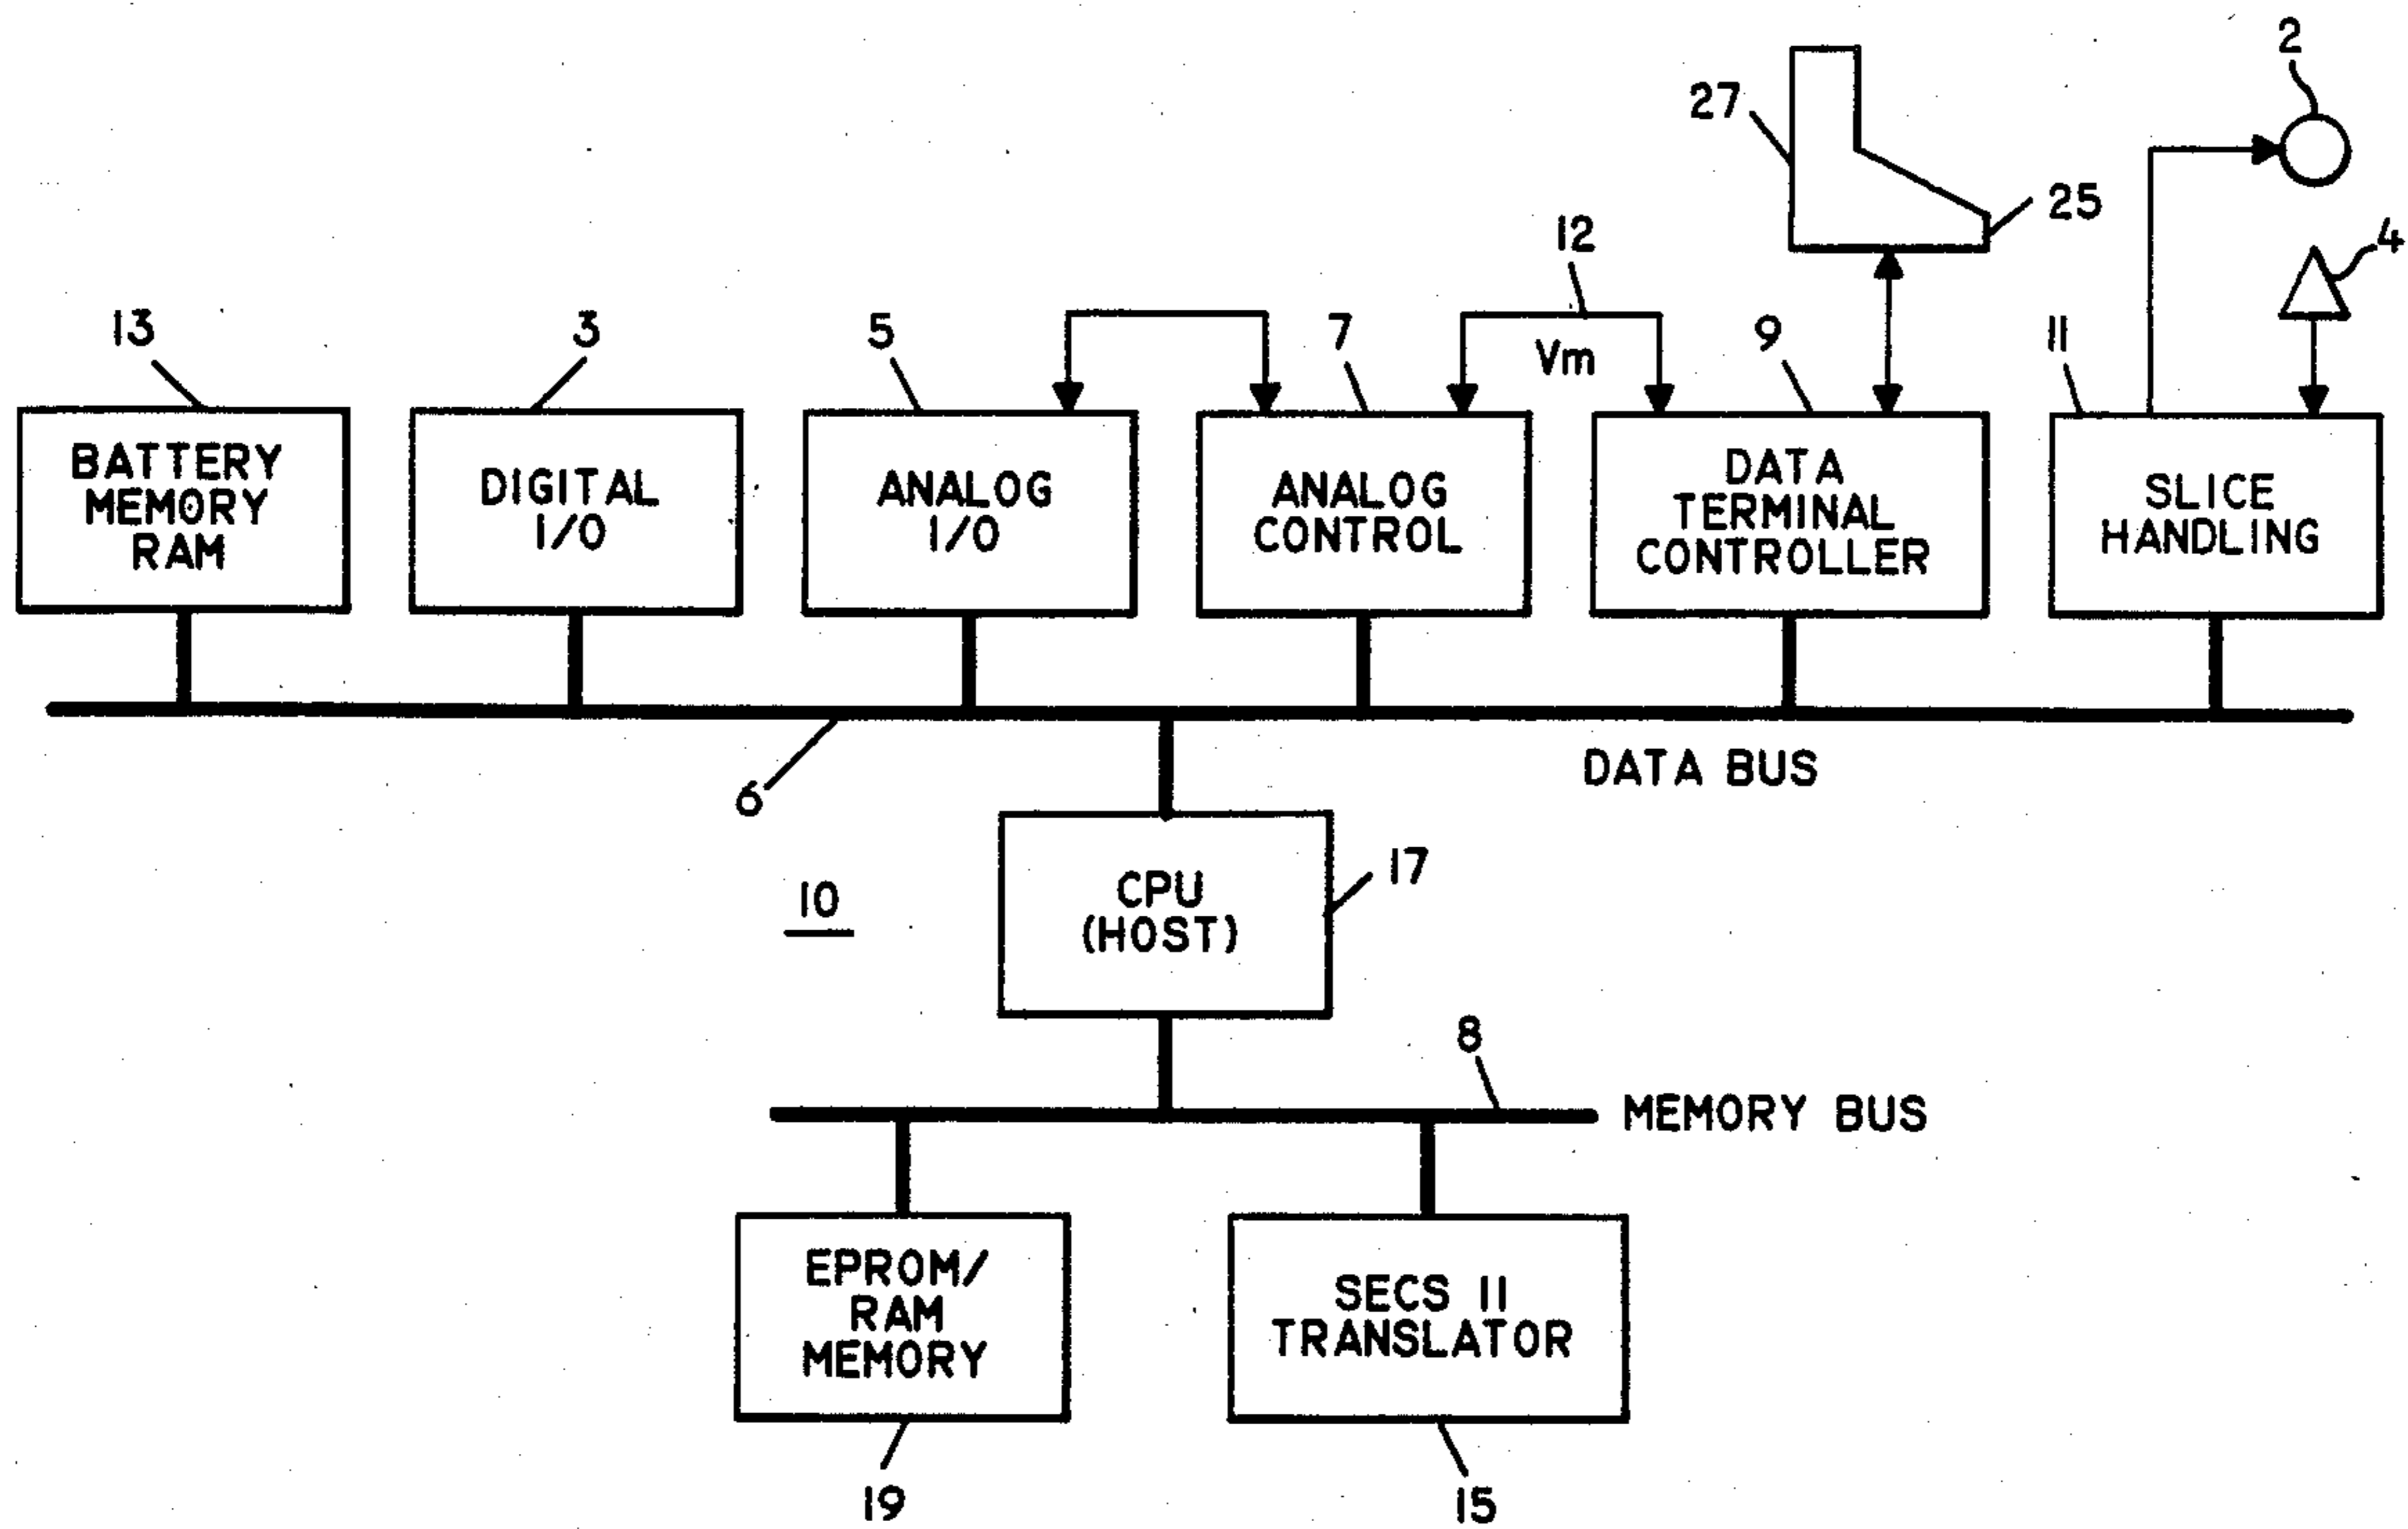 2
27
25
4
12
13
3
5
7
Vm
9
11
BATTERY
MEMORY
RAM
DIGITAL
I/O
ANALOG
I/O
ANALOG
CONTROL
DATA
TERMINAL
CONTROLLER
SLICE
HANDLING
6
DATA BUS
10
CPU
(HOST)
17
8
MEMORY BUS
EPROM/
RAM
MEMORY
SECS II
TRANSLATOR
19
15